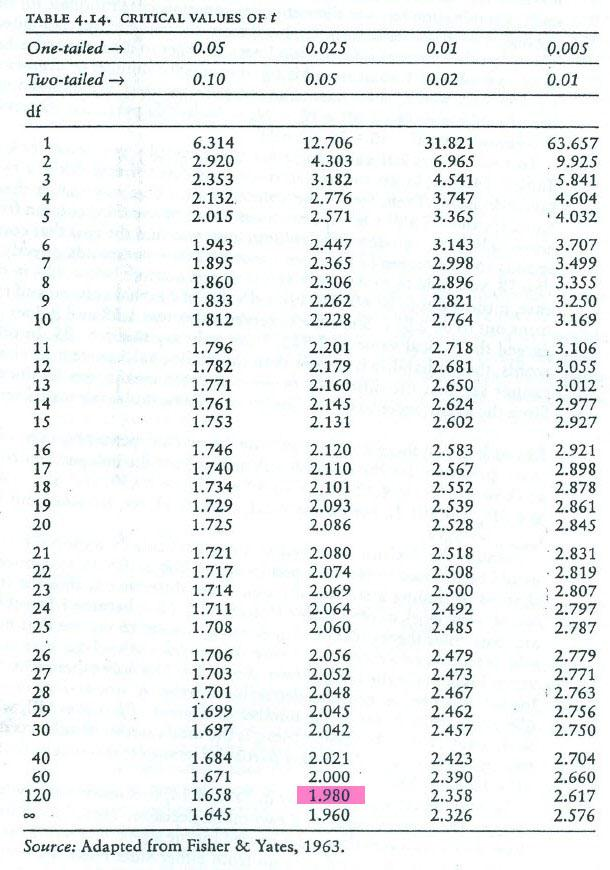 TABLE 4.14. CRITICAL VALUES OF t
One-tailed → 0.05 0.025 0.01 0.005
Two-tailed → 0.10 0.05 0.02 0.01
df
1 6.314 12.706 31.821 63.657
2 2.920 4.303 6.965 9.925
3 2.353 3.182 4.541 5.841
4 2.132 2.776 3.747 4.604
5 2.015 2.571 3.365 4.032
6 1.943 2.447 3.143 3.707
7 1.895 2.365 2.998 3.499
8 1.860 2.306 2.896 3.355
9 1.833 2.262 2.821 3.250
10 1.812 2.228 2.764 3.169
11 1.796 2.201 2.718 3.106
12 1.782 2.179 2.681 3.055
13 1.771 2.160 2.650 3.012
14 1.761 2.145 2.624 2.977
15 1.753 2.131 2.602 2.927
16 1.746 2.120 2.583 2.921
17 1.740 2.110 2.567 2.898
18 1.734 2.101 2.552 2.878
19 1.729 2.093 2.539 2.861
20 1.725 2.086 2.528 2.845
21 1.721 2.080 2.518 2.831
22 1.717 2.074 2.508 2.819
23 1.714 2.069 2.500 2.807
24 1.711 2.064 2.492 2.797
25 1.708 2.060 2.485 2.787
26 1.706 2.056 2.479 2.779
27 1.703 2.052 2.473 2.771
28 1.701 2.048 2.467 2.763
29 1.699 2.045 2.462 2.756
30 1.697 2.042 2.457 2.750
40 1.684 2.021 2.423 2.704
60 1.671 2.000 2.390 2.660
120 1.658 1.980 2.358 2.617
∞ 1.645 1.960 2.326 2.576
Source: Adapted from Fisher & Yates, 1963.